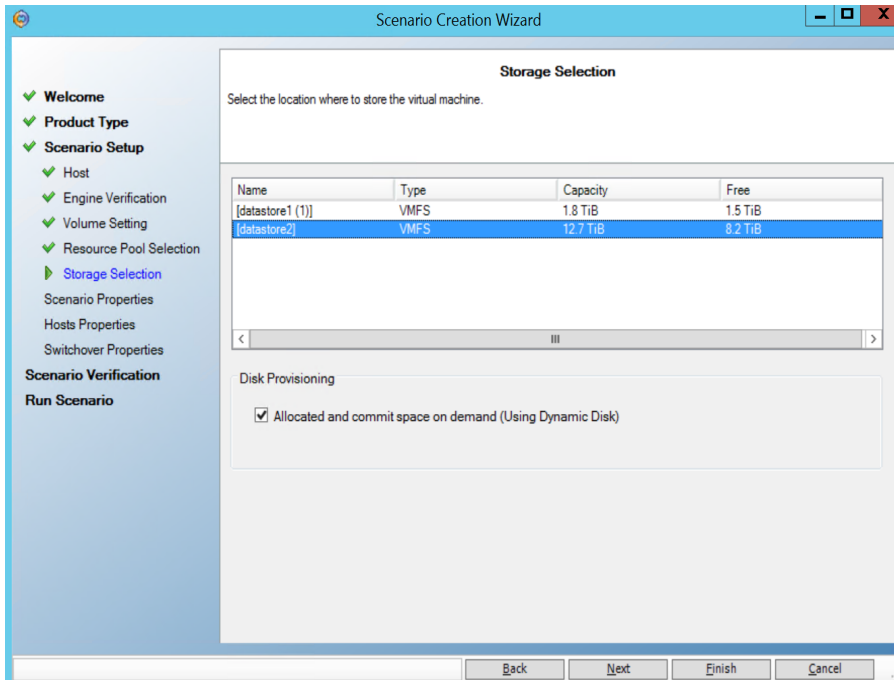 Scenario Creation Wizard
Welcome
Product Type
Scenario Setup
Host
Engine Verification
Volume Setting
Resource Pool Selection
Storage Selection
Scenario Properties
Hosts Properties
Switchover Properties
Scenario Verification
Run Scenario
Storage Selection
Select the location where to store the virtual machine.
Name Type Capacity Free
[datastore1 (1)] VMFS 1.8 TiB 1.5 TiB
[datastore2] VMFS 12.7 TiB 8.2 TiB
Disk Provisioning
Allocated and commit space on demand (Using Dynamic Disk)
Back Next Finish Cancel